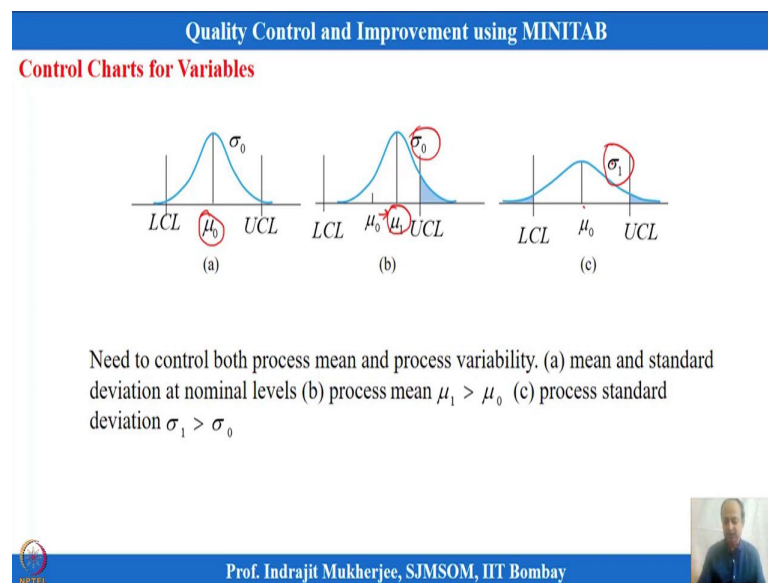 Quality Control and Improvement using MINITAB
Control Charts for Variables
σ₀ σ₀ σ₁
LCL μ₀ UCL LCL μ₀ μ₁ UCL LCL μ₀ UCL
(a) (b) (c)
Need to control both process mean and process variability. (a) mean and standard
deviation at nominal levels (b) process mean μ₁ > μ₀ (c) process standard
deviation σ₁ > σ₀
NPTEL
Prof. Indrajit Mukherjee, SJMSOM, IIT Bombay